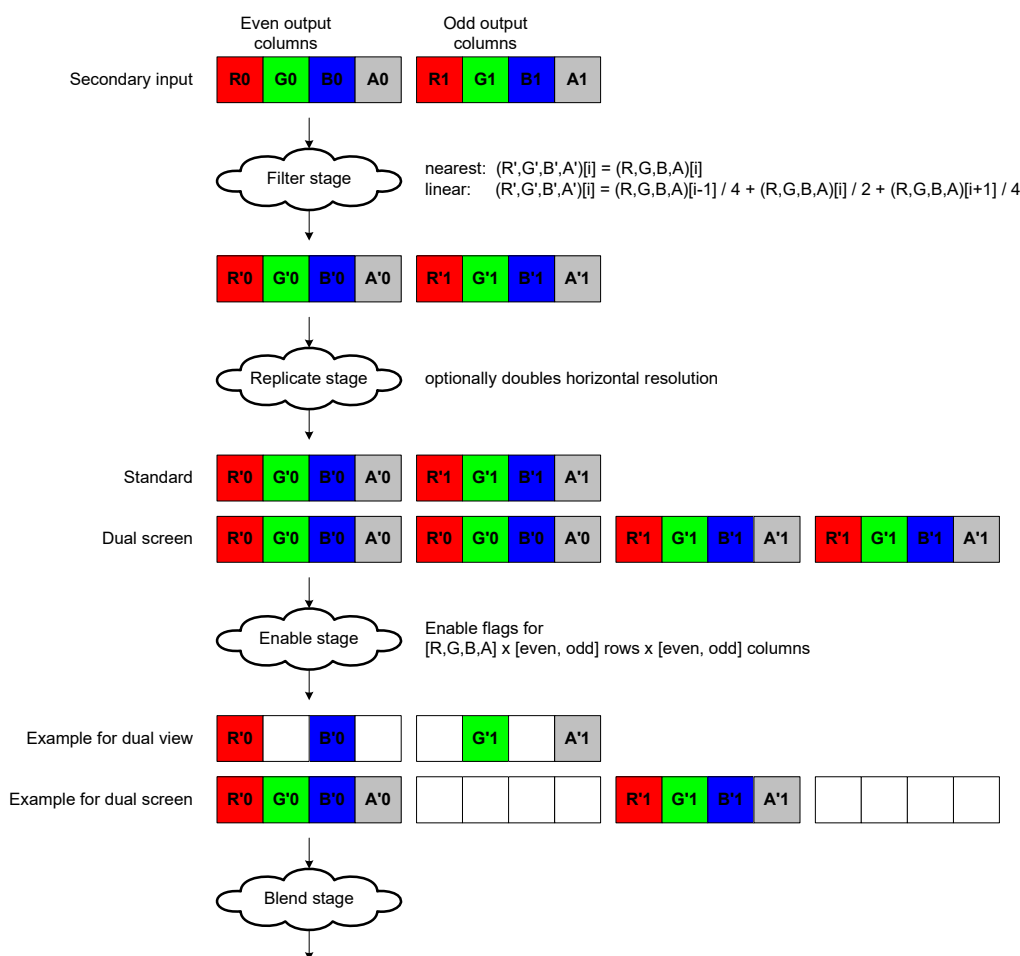 Even output
columns
Odd output
columns
Secondary input
R0 G0 B0 A0 R1 G1 B1 A1
Filter stage
nearest: (R',G',B',A')[i] = (R,G,B,A)[i]
linear: (R',G',B',A')[i] = (R,G,B,A)[i-1] / 4 + (R,G,B,A)[i] / 2 + (R,G,B,A)[i+1] / 4
R'0 G'0 B'0 A'0 R'1 G'1 B'1 A'1
Replicate stage
optionally doubles horizontal resolution
Standard R'0 G'0 B'0 A'0 R'1 G'1 B'1 A'1
Dual screen R'0 G'0 B'0 A'0 R'0 G'0 B'0 A'0 R'1 G'1 B'1 A'1 R'1 G'1 B'1 A'1
Enable stage
Enable flags for
[R,G,B,A] x [even, odd] rows x [even, odd] columns
Example for dual view R'0 B'0 G'1 A'1
Example for dual screen R'0 G'0 B'0 A'0 R'1 G'1 B'1 A'1
Blend stage